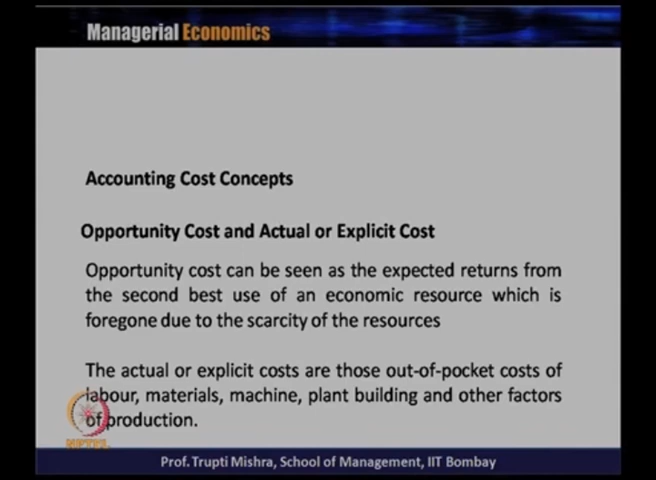 Managerial Economics
Accounting Cost Concepts
Opportunity Cost and Actual or Explicit Cost
Opportunity cost can be seen as the expected returns from
the second best use of an economic resource which is
foregone due to the scarcity of the resources
The actual or explicit costs are those out-of-pocket costs of
labour, materials, machine, plant building and other factors
of production.
NPTEL
Prof. Trupti Mishra, School of Management, IIT Bombay